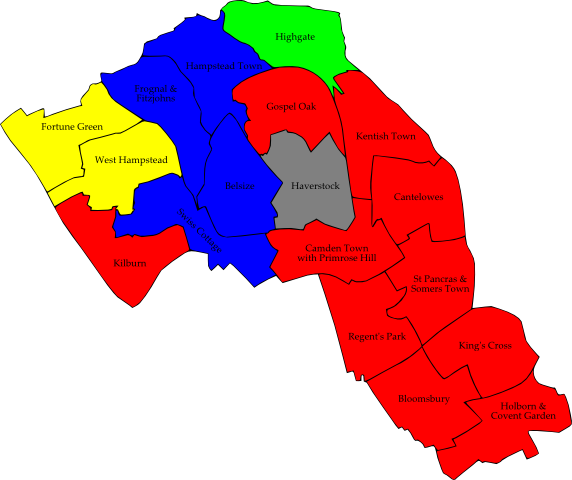 Highgate
Hampstead Town
Frognal &
Fitzjohns
Gospel Oak
Fortune Green
Kentish Town
West Hampstead
Belsize
Haverstock
Cantelowes
Swiss Cottage
Camden Town
with Primrose Hill
Kilburn
St Pancras &
Somers Town
Regent's Park
King's Cross
Bloomsbury
Holborn &
Covent Garden